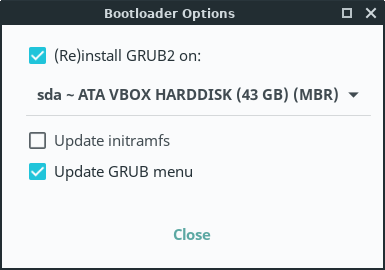 Bootloader Options
(Re)install GRUB2 on:
sda ~ ATA VBOX HARDDISK (43 GB) (MBR)
Update initramfs
Update GRUB menu
Close